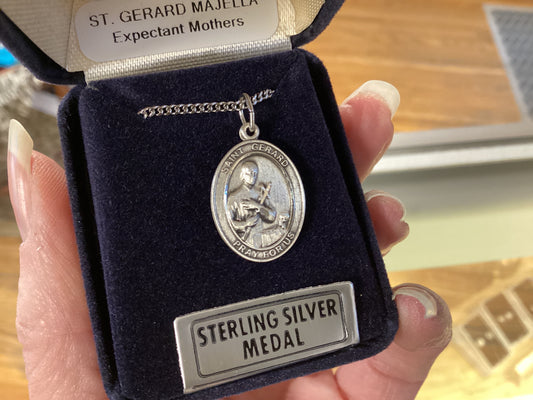 ST. GERARD MAJELLA
Expectant Mothers
SAINT GERARD
PRAY FOR US
STERLING SILVER
MEDAL